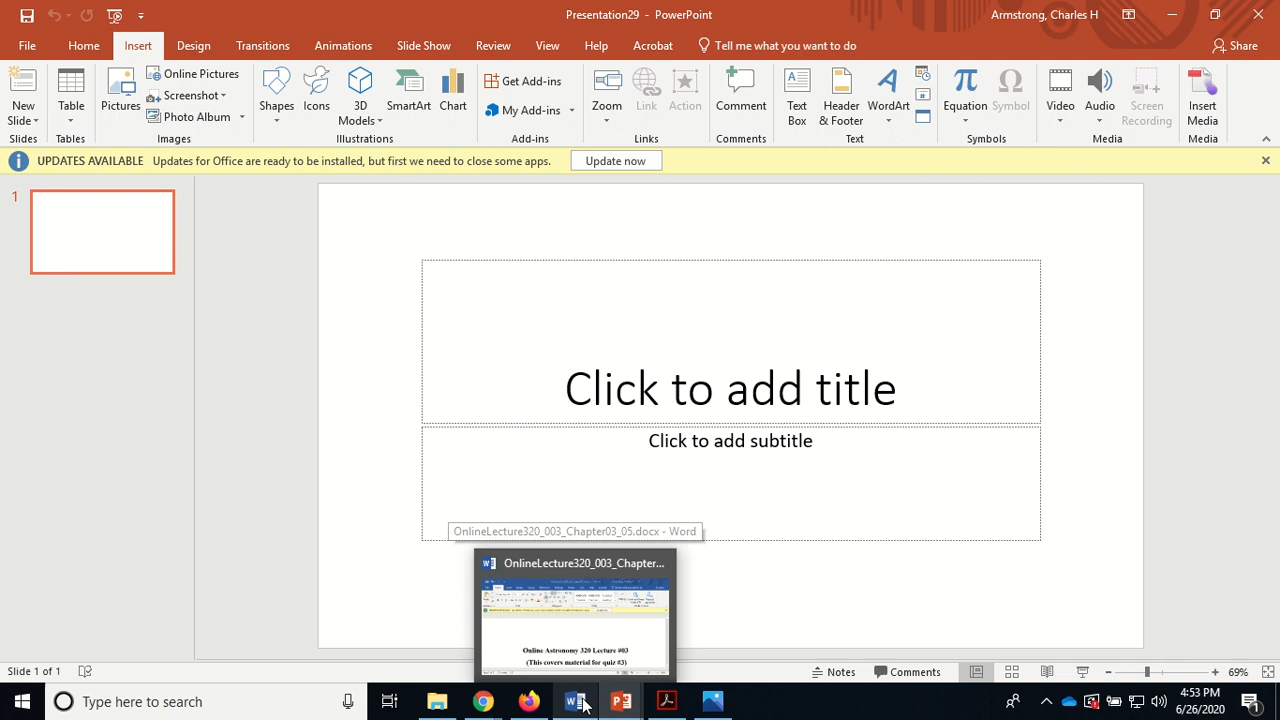 Presentation29 - PowerPoint
Armstrong, Charles H
File Home Insert Design Transitions Animations Slide Show Review View Help Acrobat Tell me what you want to do Share
New Slide
Table
Pictures
Online Pictures
Screenshot
Photo Album
Shapes
Icons
3D Models
SmartArt
Chart
Get Add-ins
My Add-ins
Zoom
Link
Action
Comment
Text Box
Header & Footer
WordArt
Equation
Symbol
Video
Audio
Screen Recording
Insert Media
Slides Tables Images Illustrations Add-ins Links Comments Text Symbols Media Media
UPDATES AVAILABLE Updates for Office are ready to be installed, but first we need to close some apps. Update now
1
Click to add title
Click to add subtitle
OnlineLecture320_003_Chapter03_05.docx - Word
OnlineLecture320_003_Chapter...
Online Astronomy 320 Lecture #03
(This covers material for quiz #3)
Slide 1 of 1
Notes
Comments
69%
Type here to search
4:53 PM
6/26/2020
1